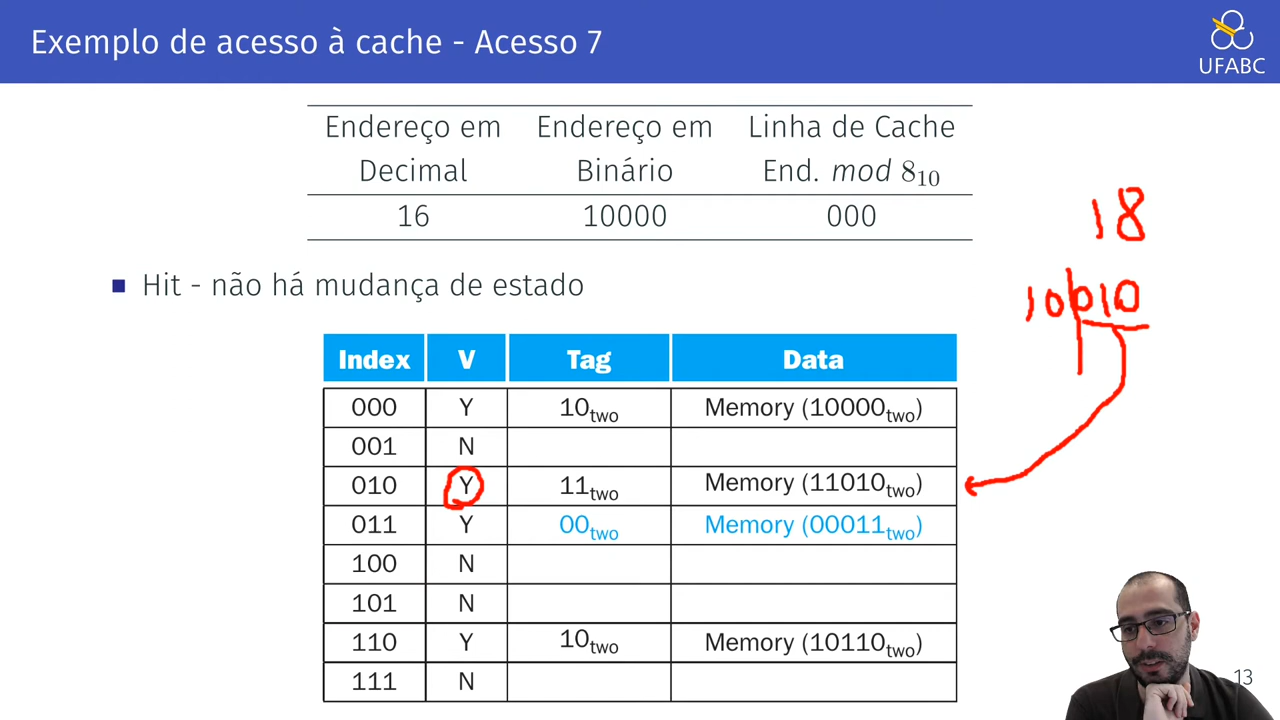 Exemplo de acesso à cache - Acesso 7
UFABC
Endereço em Endereço em Linha de Cache
Decimal Binário End. mod 8₁₀
16 10000 000
18
10010
Hit - não há mudança de estado
Index V Tag Data
000 Y 10two Memory (10000two)
001 N
010 Y 11two Memory (11010two)
011 Y 00two Memory (00011two)
100 N
101 N
110 Y 10two Memory (10110two)
111 N
13